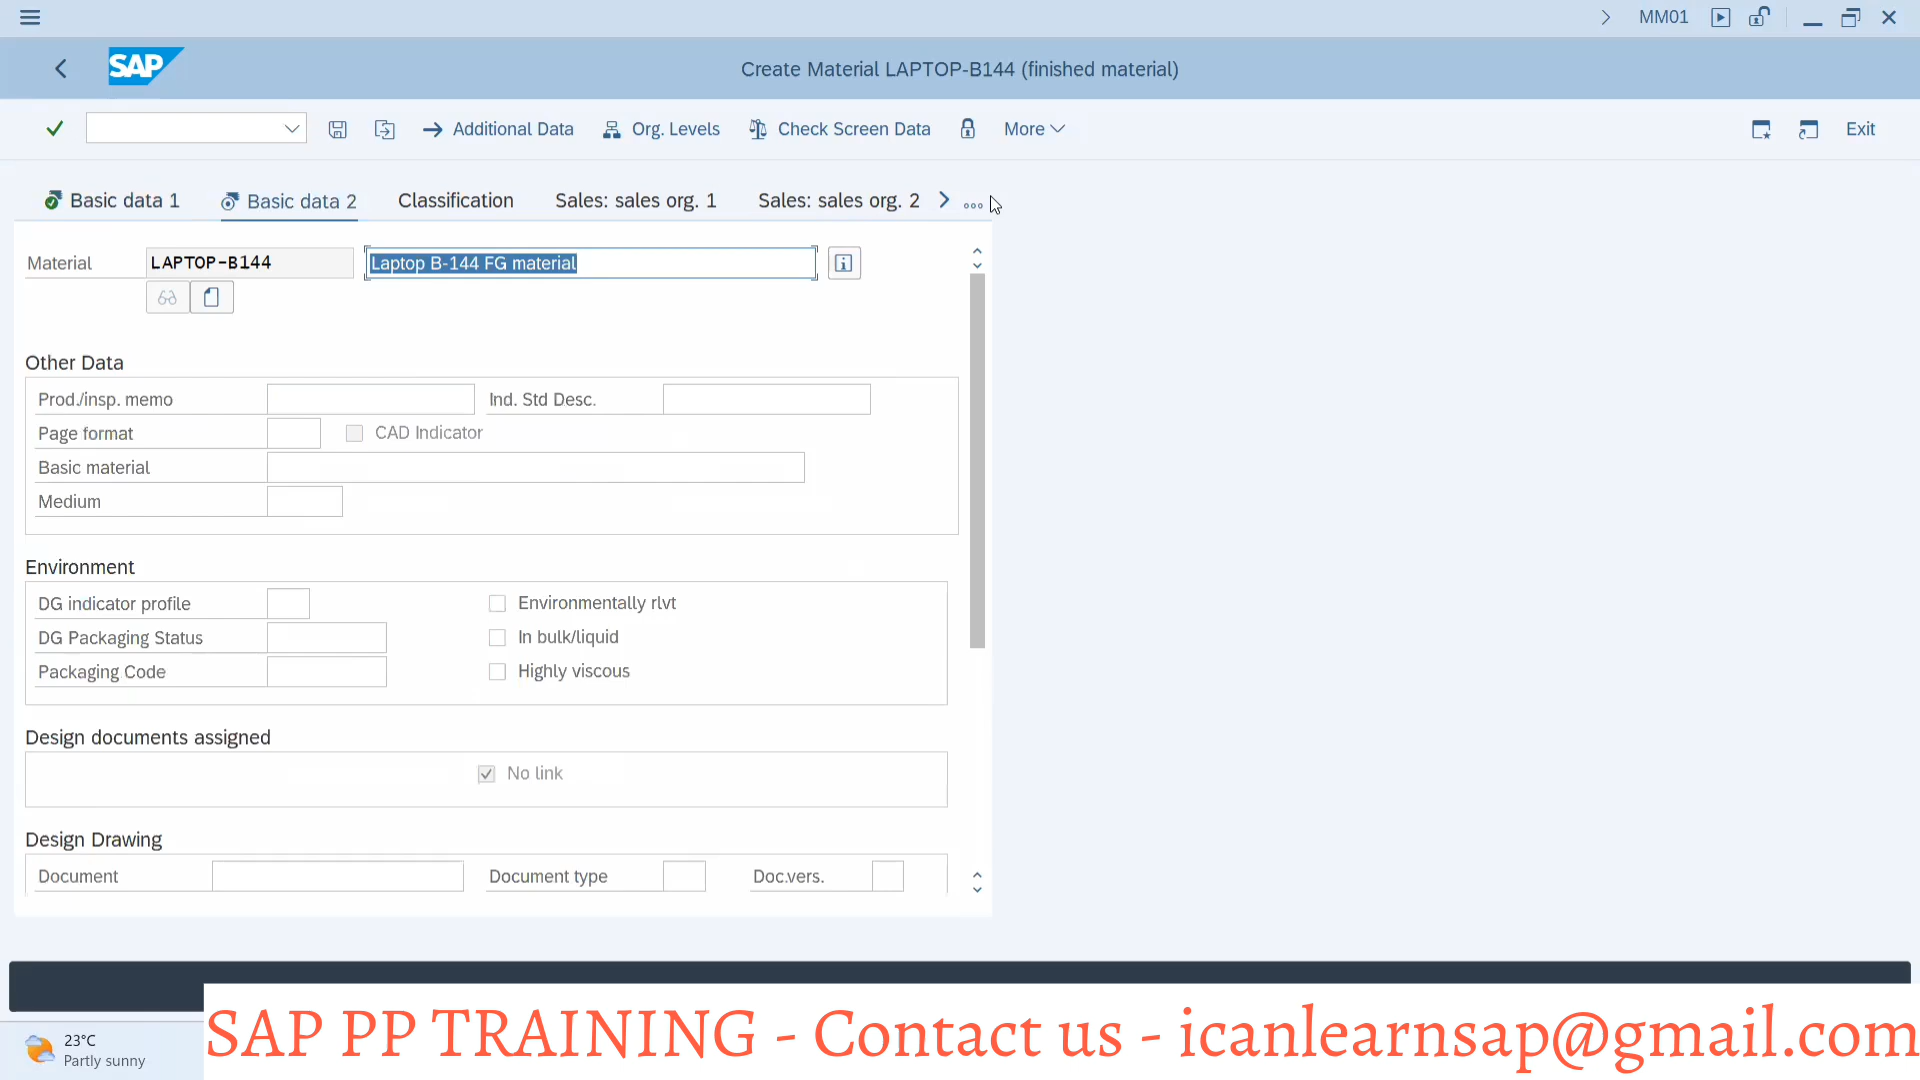 MM01
SAP
Create Material LAPTOP-B144 (finished material)
Additional Data
Org. Levels
Check Screen Data
More
Exit
Basic data 1
Basic data 2
Classification
Sales: sales org. 1
Sales: sales org. 2
Material
LAPTOP-B144
Laptop B-144 FG material
Other Data
Prod./insp. memo
Ind. Std Desc.
Page format
CAD Indicator
Basic material
Medium
Environment
DG indicator profile
Environmentally rlvt
DG Packaging Status
In bulk/liquid
Packaging Code
Highly viscous
Design documents assigned
No link
Design Drawing
Document
Document type
Doc.vers.
23°C
Partly sunny
SAP PP TRAINING - Contact us - icanlearnsap@gmail.com